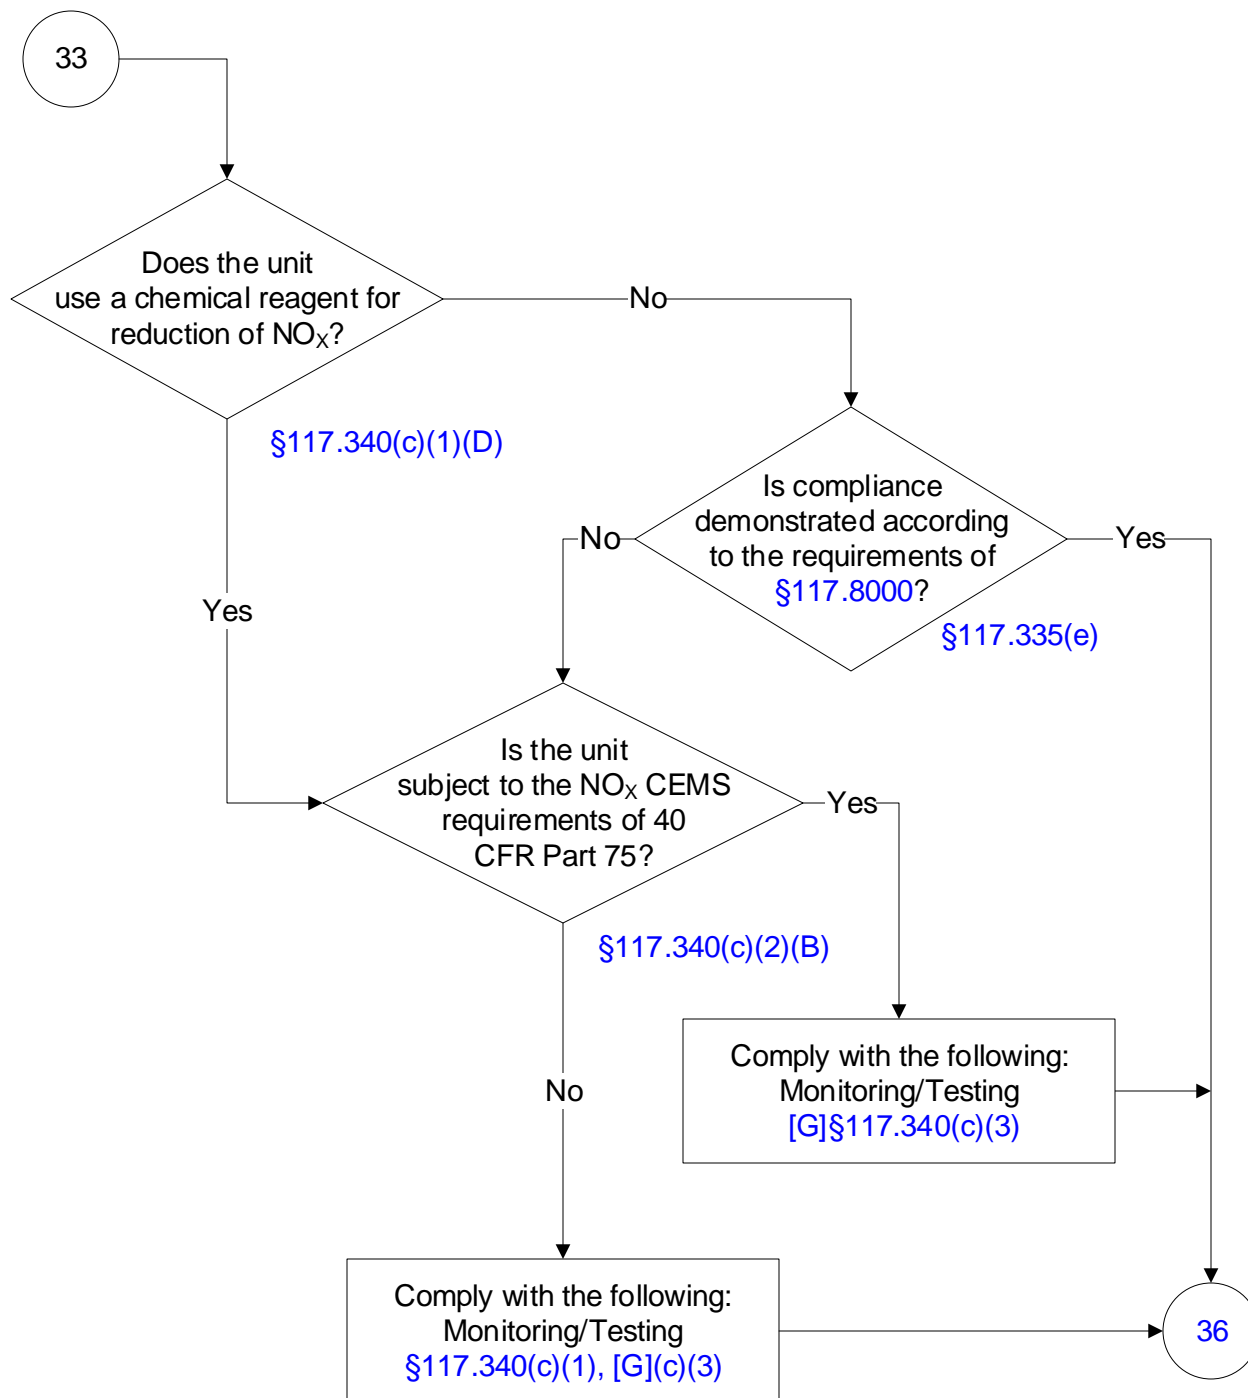 33
Does the unit
use a chemical reagent for
reduction of NOX?
No
§117.340(c)(1)(D)
Is compliance
demonstrated according
to the requirements of
§117.8000?
No
Yes
Yes
§117.335(e)
Is the unit
subject to the NOX CEMS
requirements of 40
CFR Part 75?
Yes
§117.340(c)(2)(B)
Comply with the following:
Monitoring/Testing
[G]§117.340(c)(3)
No
Comply with the following:
Monitoring/Testing
§117.340(c)(1), [G](c)(3)
36